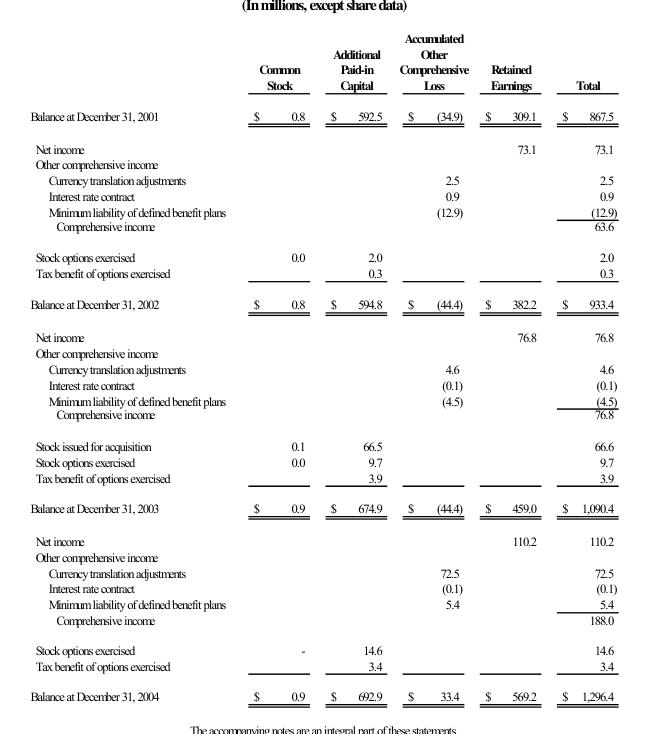 (In millions, except share data)
Accumulated
Additional Other
Common Paid-in Comprehensive Retained
Stock Capital Loss Earnings Total
Balance at December 31, 2001 $ 0.8 $ 592.5 $ (34.9) $ 309.1 $ 867.5
Net income 73.1 73.1
Other comprehensive income
Currency translation adjustments 2.5 2.5
Interest rate contract 0.9 0.9
Minimum liability of defined benefit plans (12.9) (12.9)
Comprehensive income 63.6
Stock options exercised 0.0 2.0 2.0
Tax benefit of options exercised 0.3 0.3
Balance at December 31, 2002 $ 0.8 $ 594.8 $ (44.4) $ 382.2 $ 933.4
Net income 76.8 76.8
Other comprehensive income
Currency translation adjustments 4.6 4.6
Interest rate contract (0.1) (0.1)
Minimum liability of defined benefit plans (4.5) (4.5)
Comprehensive income 76.8
Stock issued for acquisition 0.1 66.5 66.6
Stock options exercised 0.0 9.7 9.7
Tax benefit of options exercised 3.9 3.9
Balance at December 31, 2003 $ 0.9 $ 674.9 $ (44.4) $ 459.0 $ 1,090.4
Net income 110.2 110.2
Other comprehensive income
Currency translation adjustments 72.5 72.5
Interest rate contract (0.1) (0.1)
Minimum liability of defined benefit plans 5.4 5.4
Comprehensive income 188.0
Stock options exercised - 14.6 14.6
Tax benefit of options exercised 3.4 3.4
Balance at December 31, 2004 $ 0.9 $ 692.9 $ 33.4 $ 569.2 $ 1,296.4
The accompanying notes are an integral part of these statements